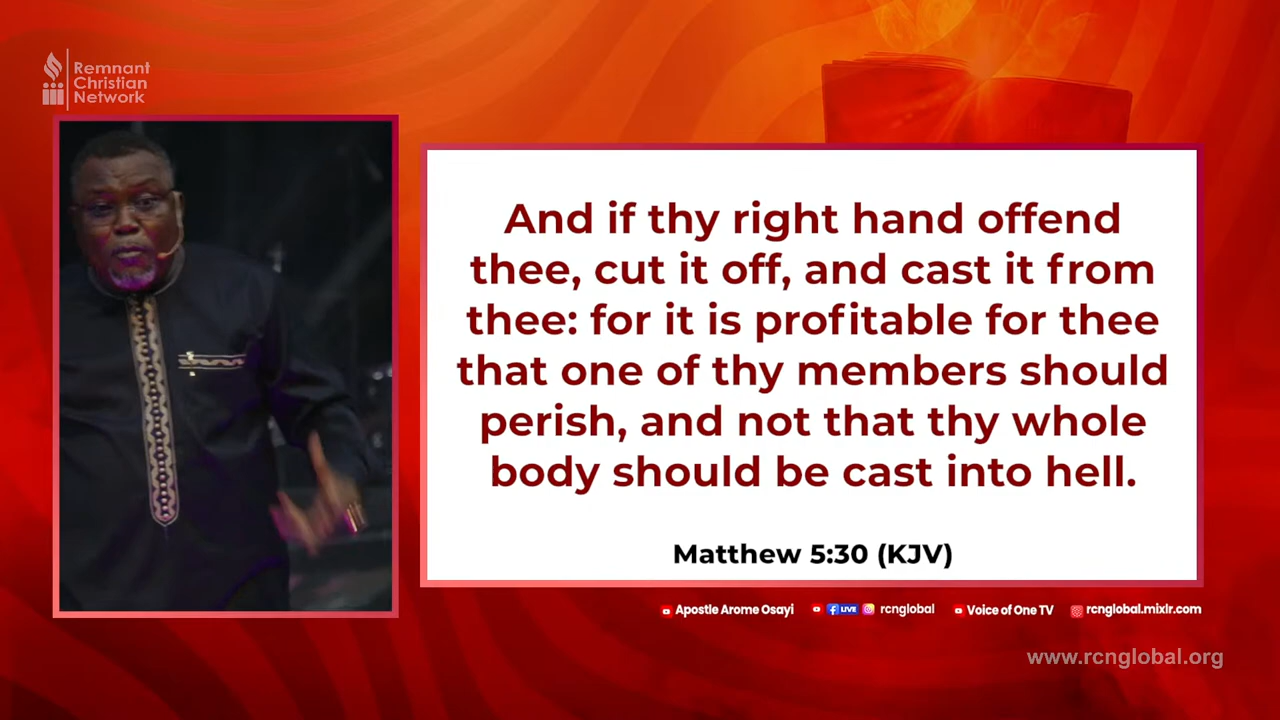 Remnant
Christian
Network
And if thy right hand offend
thee, cut it off, and cast it from
thee: for it is profitable for thee
that one of thy members should
perish, and not that thy whole
body should be cast into hell.
Matthew 5:30 (KJV)
Apostle Arome Osayi LIVE rcnglobal Voice of One TV rcnglobal.mixlr.com
www.rcnglobal.org